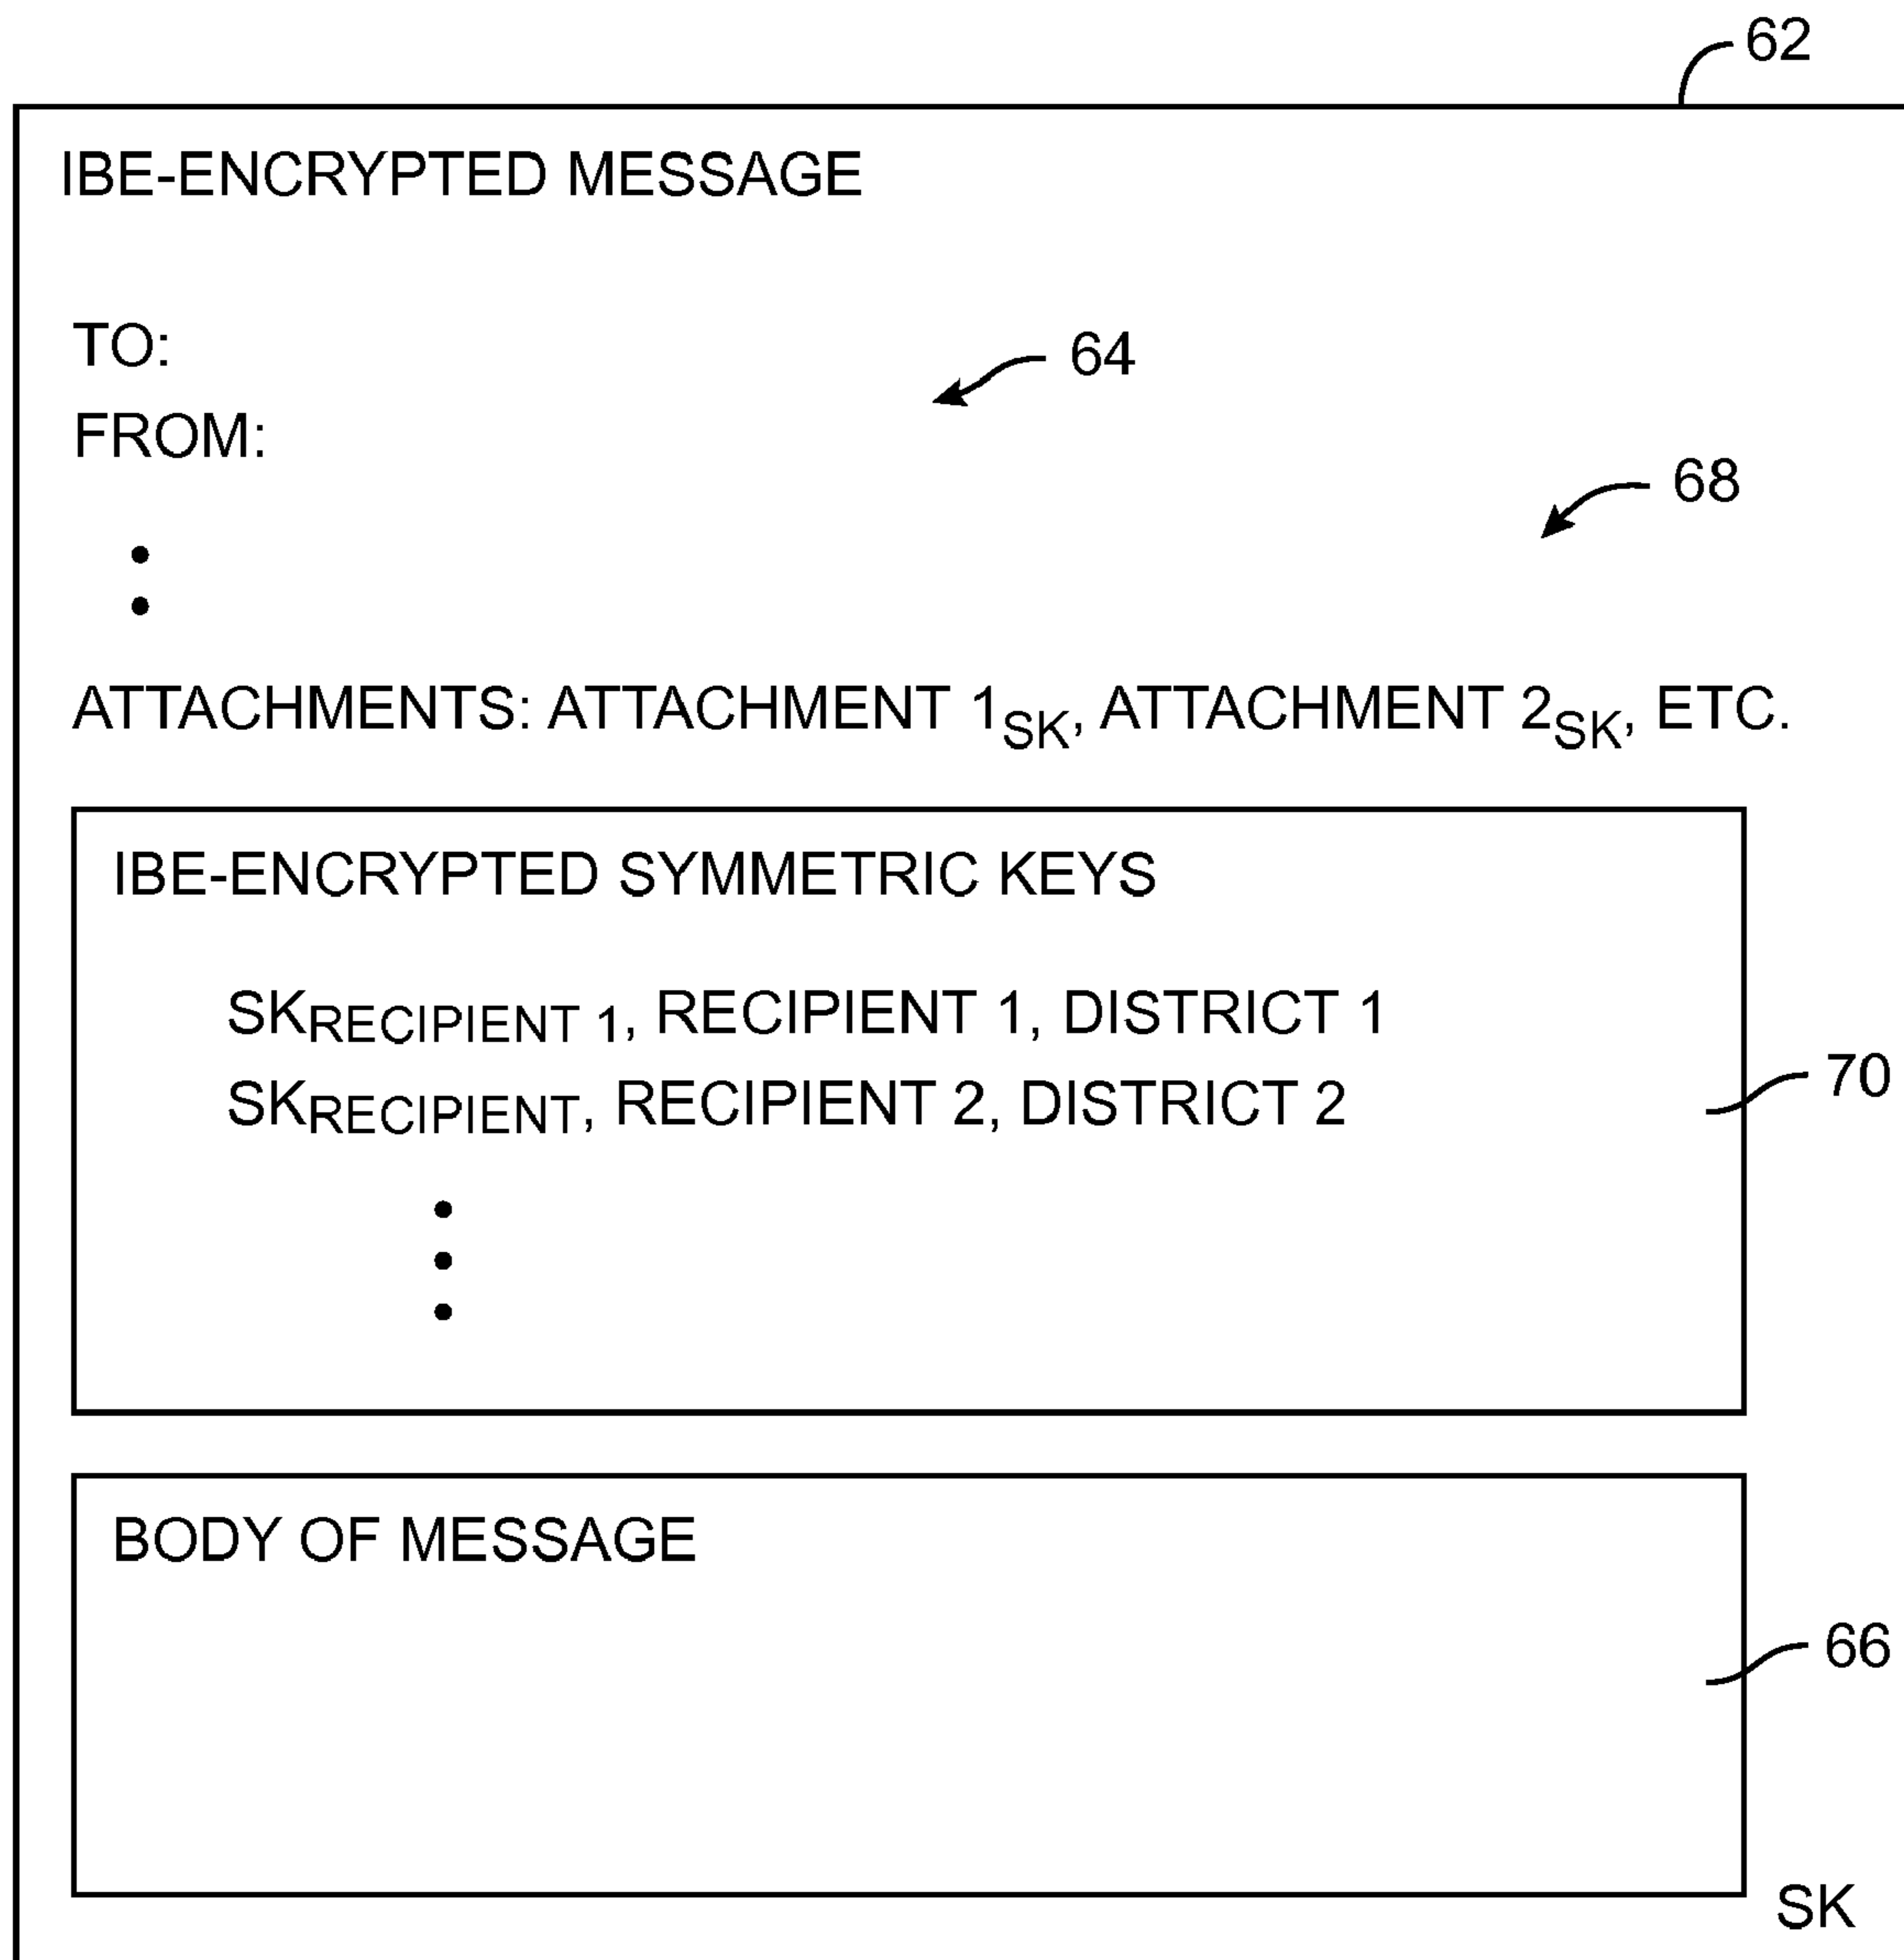 62
IBE-ENCRYPTED MESSAGE
TO:
64
FROM:
68
ATTACHMENTS: ATTACHMENT 1SK, ATTACHMENT 2SK, ETC.
IBE-ENCRYPTED SYMMETRIC KEYS
SKRECIPIENT 1, RECIPIENT 1, DISTRICT 1
70
SKRECIPIENT, RECIPIENT 2, DISTRICT 2
BODY OF MESSAGE
66
SK